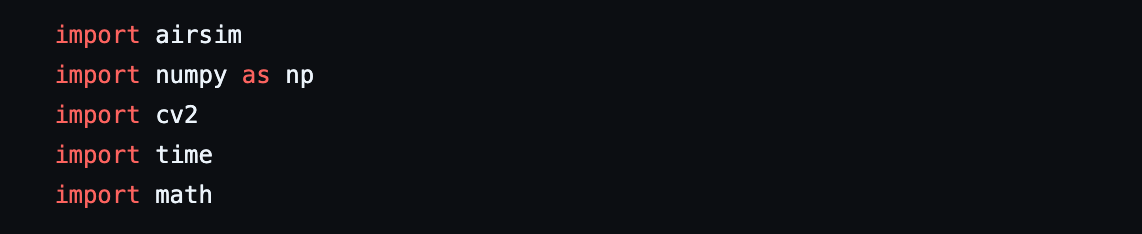 import airsim
import numpy as np
import cv2
import time
import math